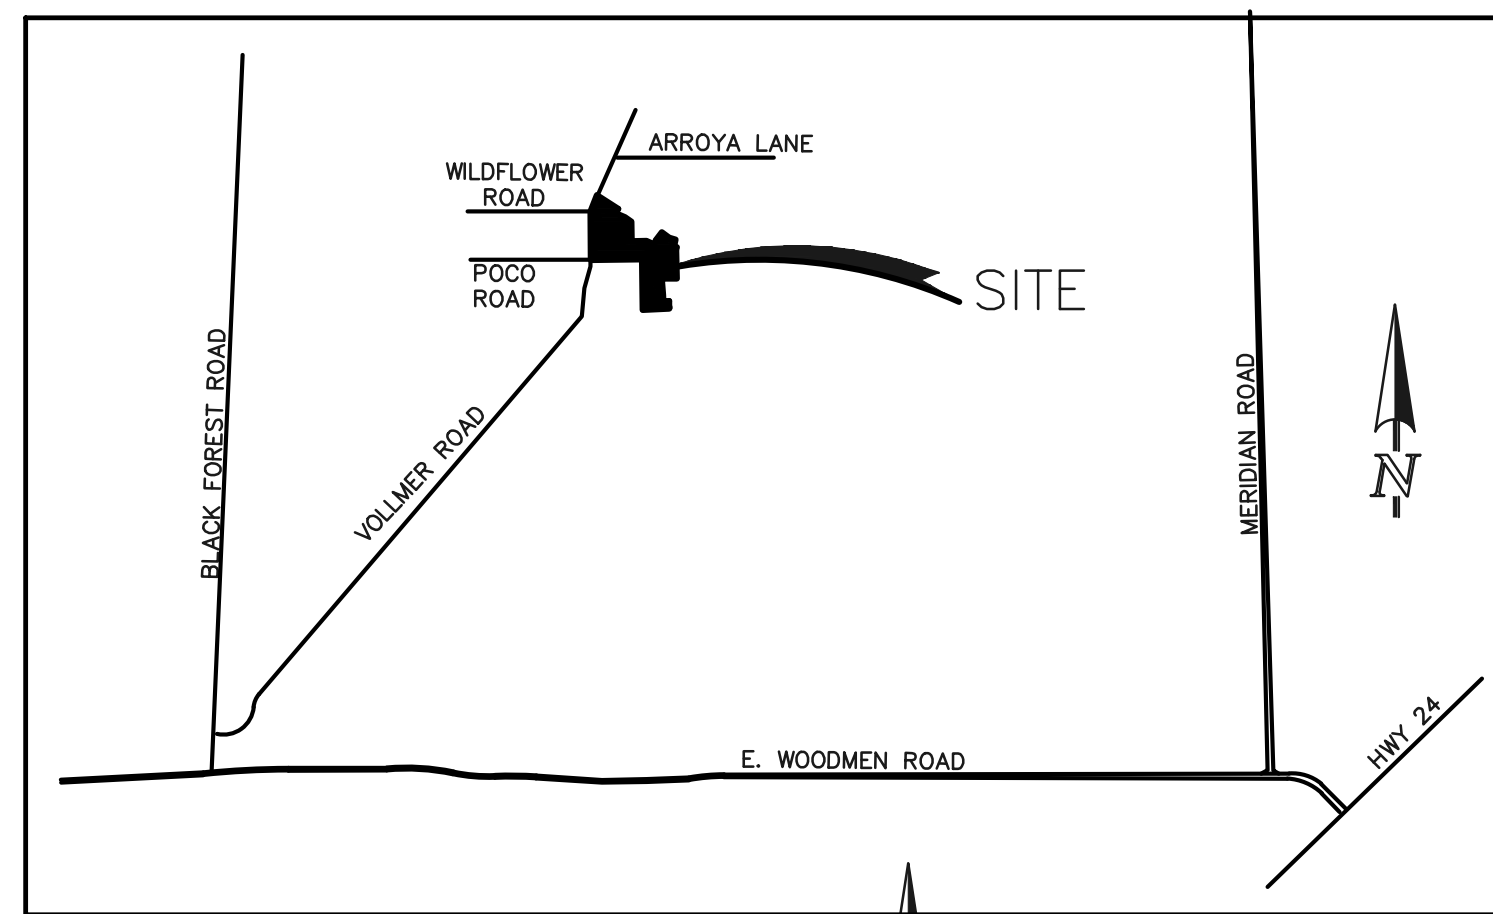 ARROYA LANE
WILDFLOWER
ROAD
POCO
ROAD
SITE
BLACK FOREST ROAD
VOLLMER ROAD
MERIDIAN ROAD
N
HWY 24
E. WOODMEN ROAD